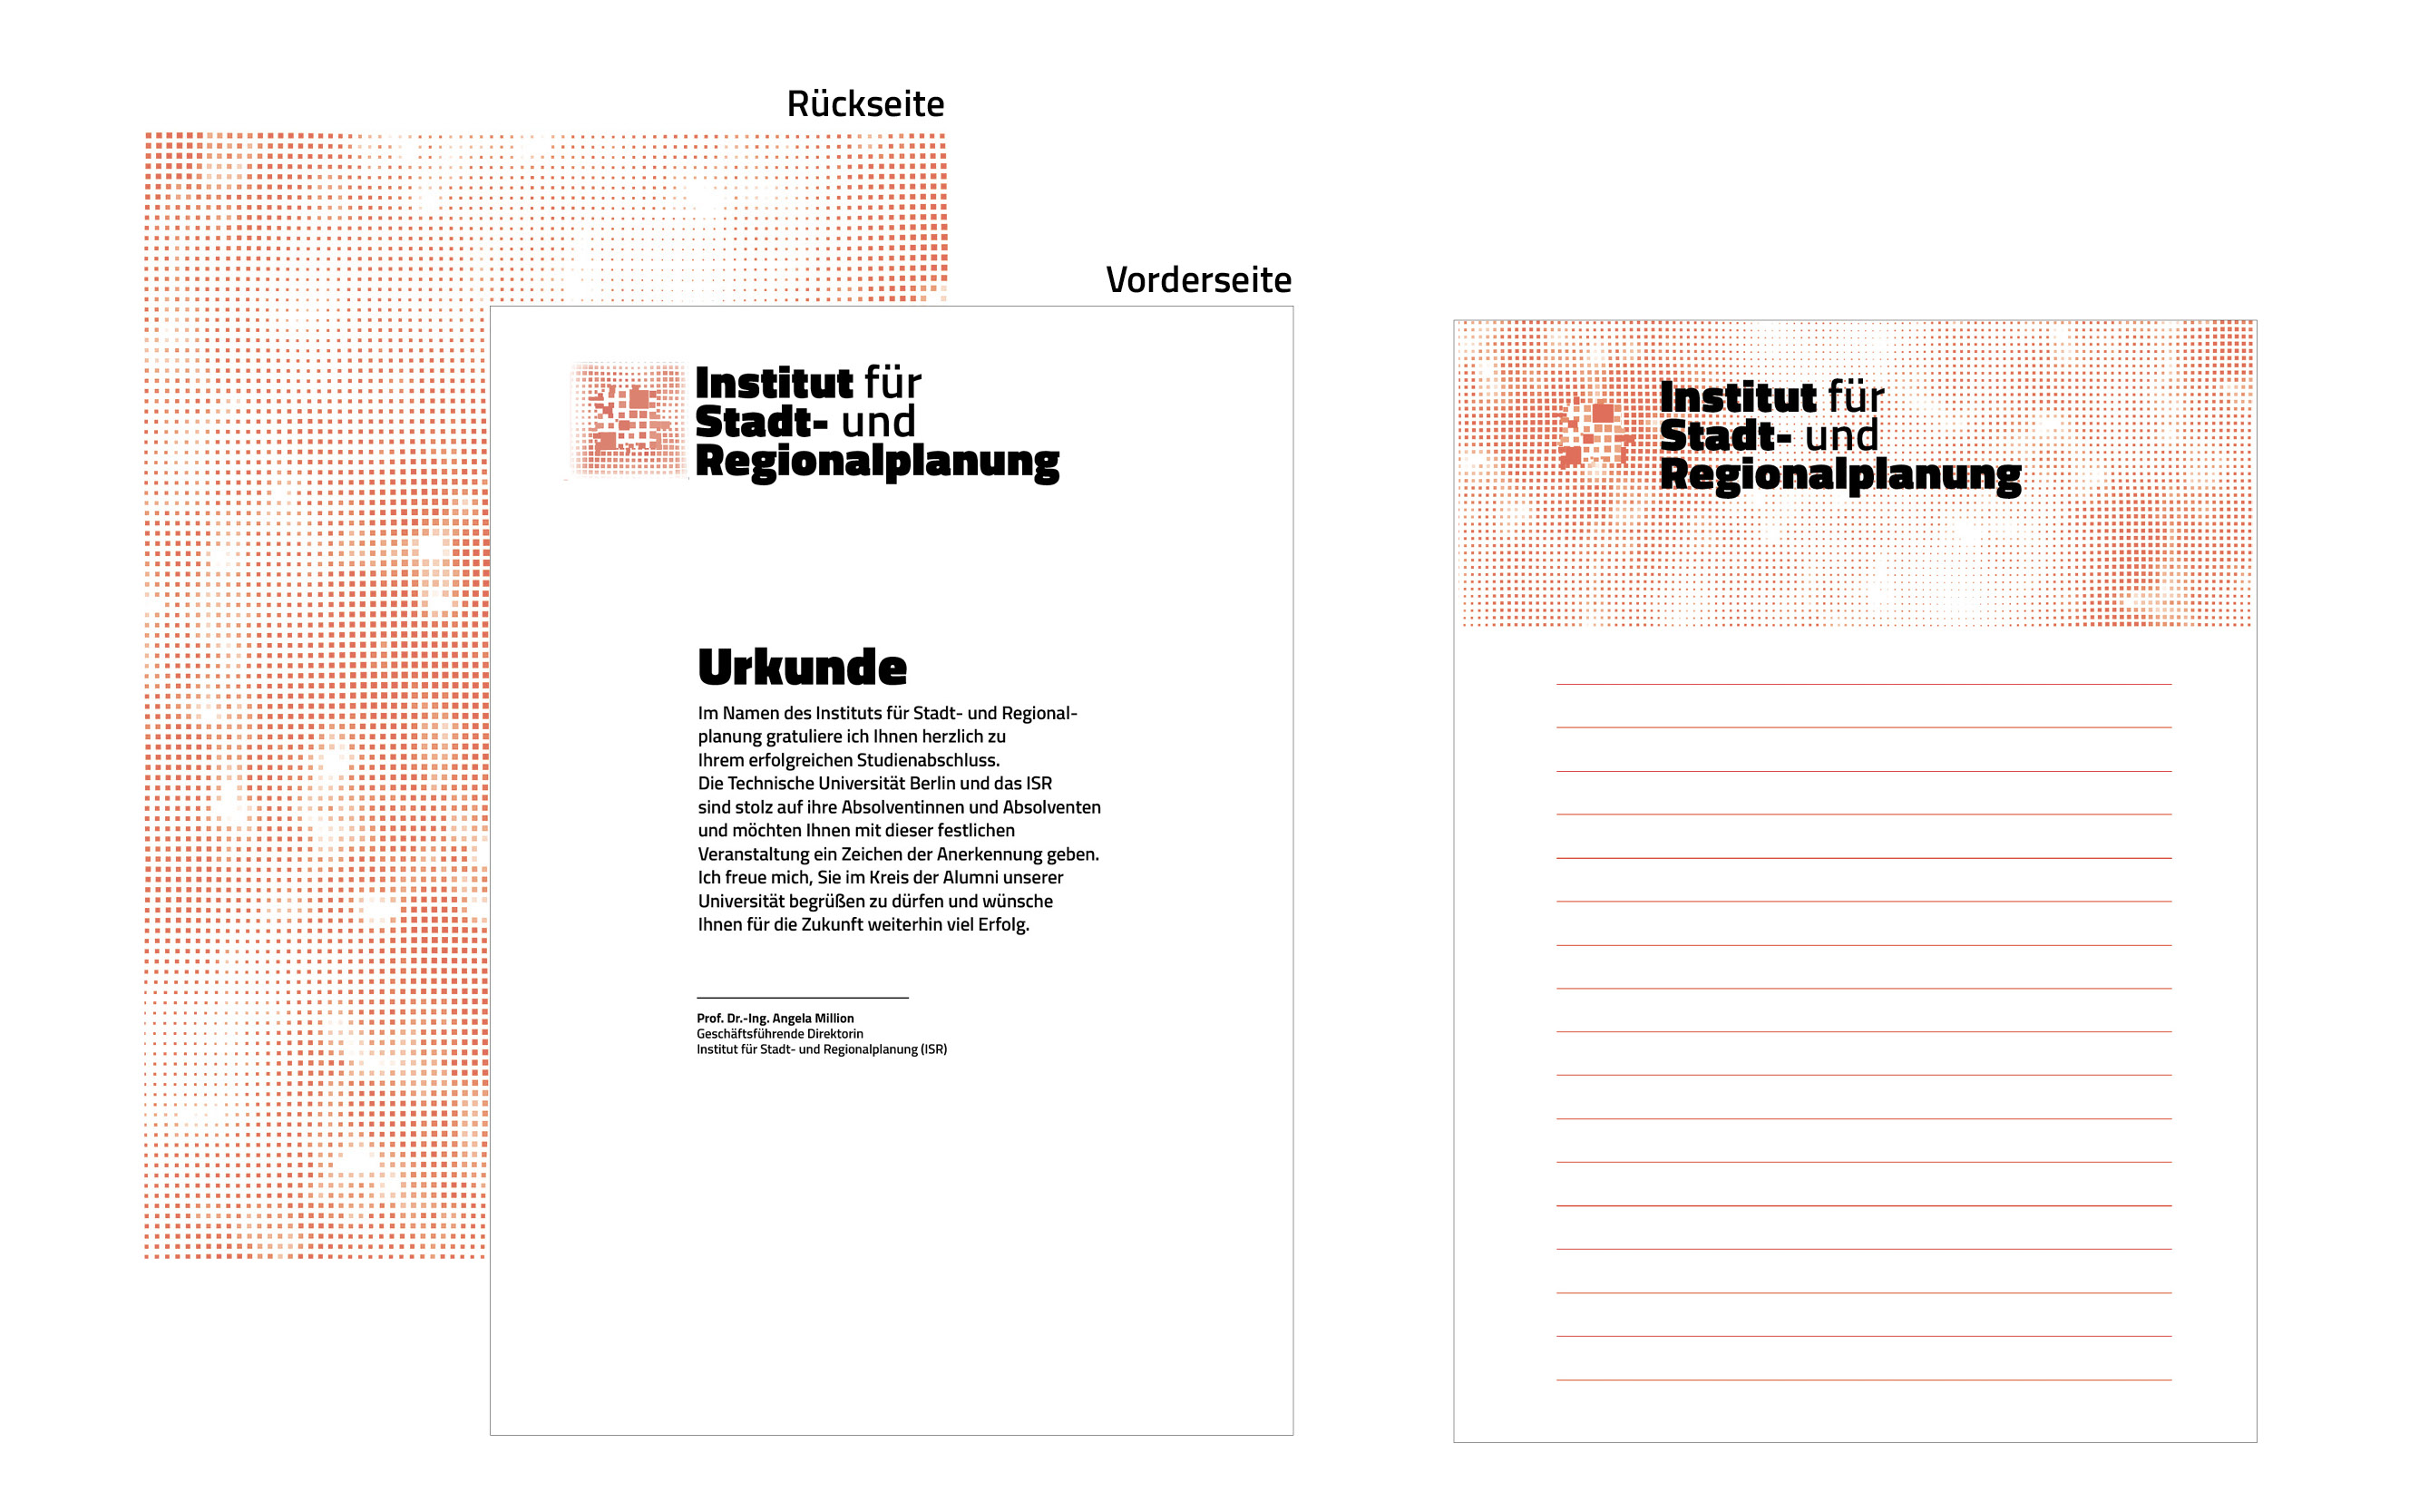 Rückseite
Vorderseite
Institut für
Stadt- und
Regionalplanung
Urkunde
Im Namen des Instituts für Stadt- und Regional-
planung gratuliere ich Ihnen herzlich zu
Ihrem erfolgreichen Studienabschluss.
Die Technische Universität Berlin und das ISR
sind stolz auf ihre Absolventinnen und Absolventen
und möchten Ihnen mit dieser festlichen
Veranstaltung ein Zeichen der Anerkennung geben.
Ich freue mich, Sie im Kreis der Alumni unserer
Universität begrüßen zu dürfen und wünsche
Ihnen für die Zukunft weiterhin viel Erfolg.
Prof. Dr.-Ing. Angela Million
Geschäftsführende Direktorin
Institut für Stadt- und Regionalplanung (ISR)
Institut für
Stadt- und
Regionalplanung